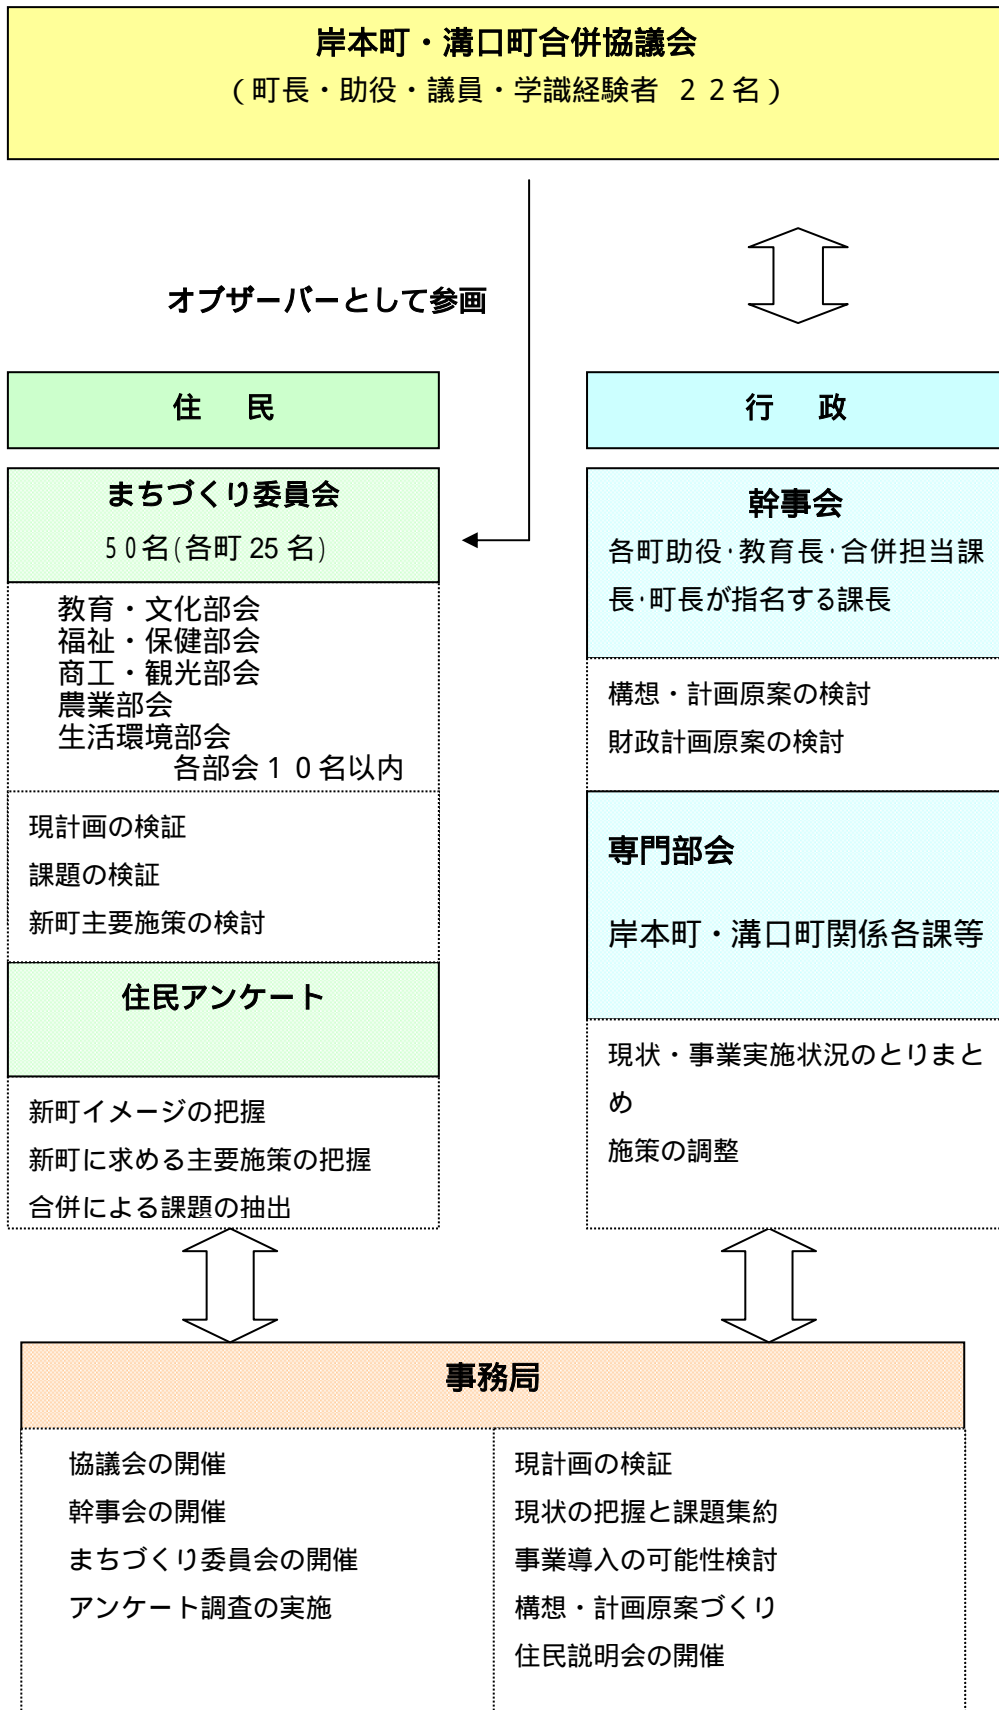 岸本町・溝口町合併協議会
（町長・助役・議員・学識経験者　２２名）
オブザーバーとして参画
住　民
まちづくり委員会
５０名(各町 25 名)
教育・文化部会
福祉・保健部会
商工・観光部会
農業部会
生活環境部会
各部会１０名以内
現計画の検証
課題の検証
新町主要施策の検討
住民アンケート
新町イメージの把握
新町に求める主要施策の把握
合併による課題の抽出
行　政
幹事会
各町助役・教育長・合併担当課
長・町長が指名する課長
構想・計画原案の検討
財政計画原案の検討
専門部会
岸本町・溝口町関係各課等
現状・事業実施状況のとりまと
め
施策の調整
事務局
協議会の開催
幹事会の開催
まちづくり委員会の開催
アンケート調査の実施
現計画の検証
現状の把握と課題集約
事業導入の可能性検討
構想・計画原案づくり
住民説明会の開催